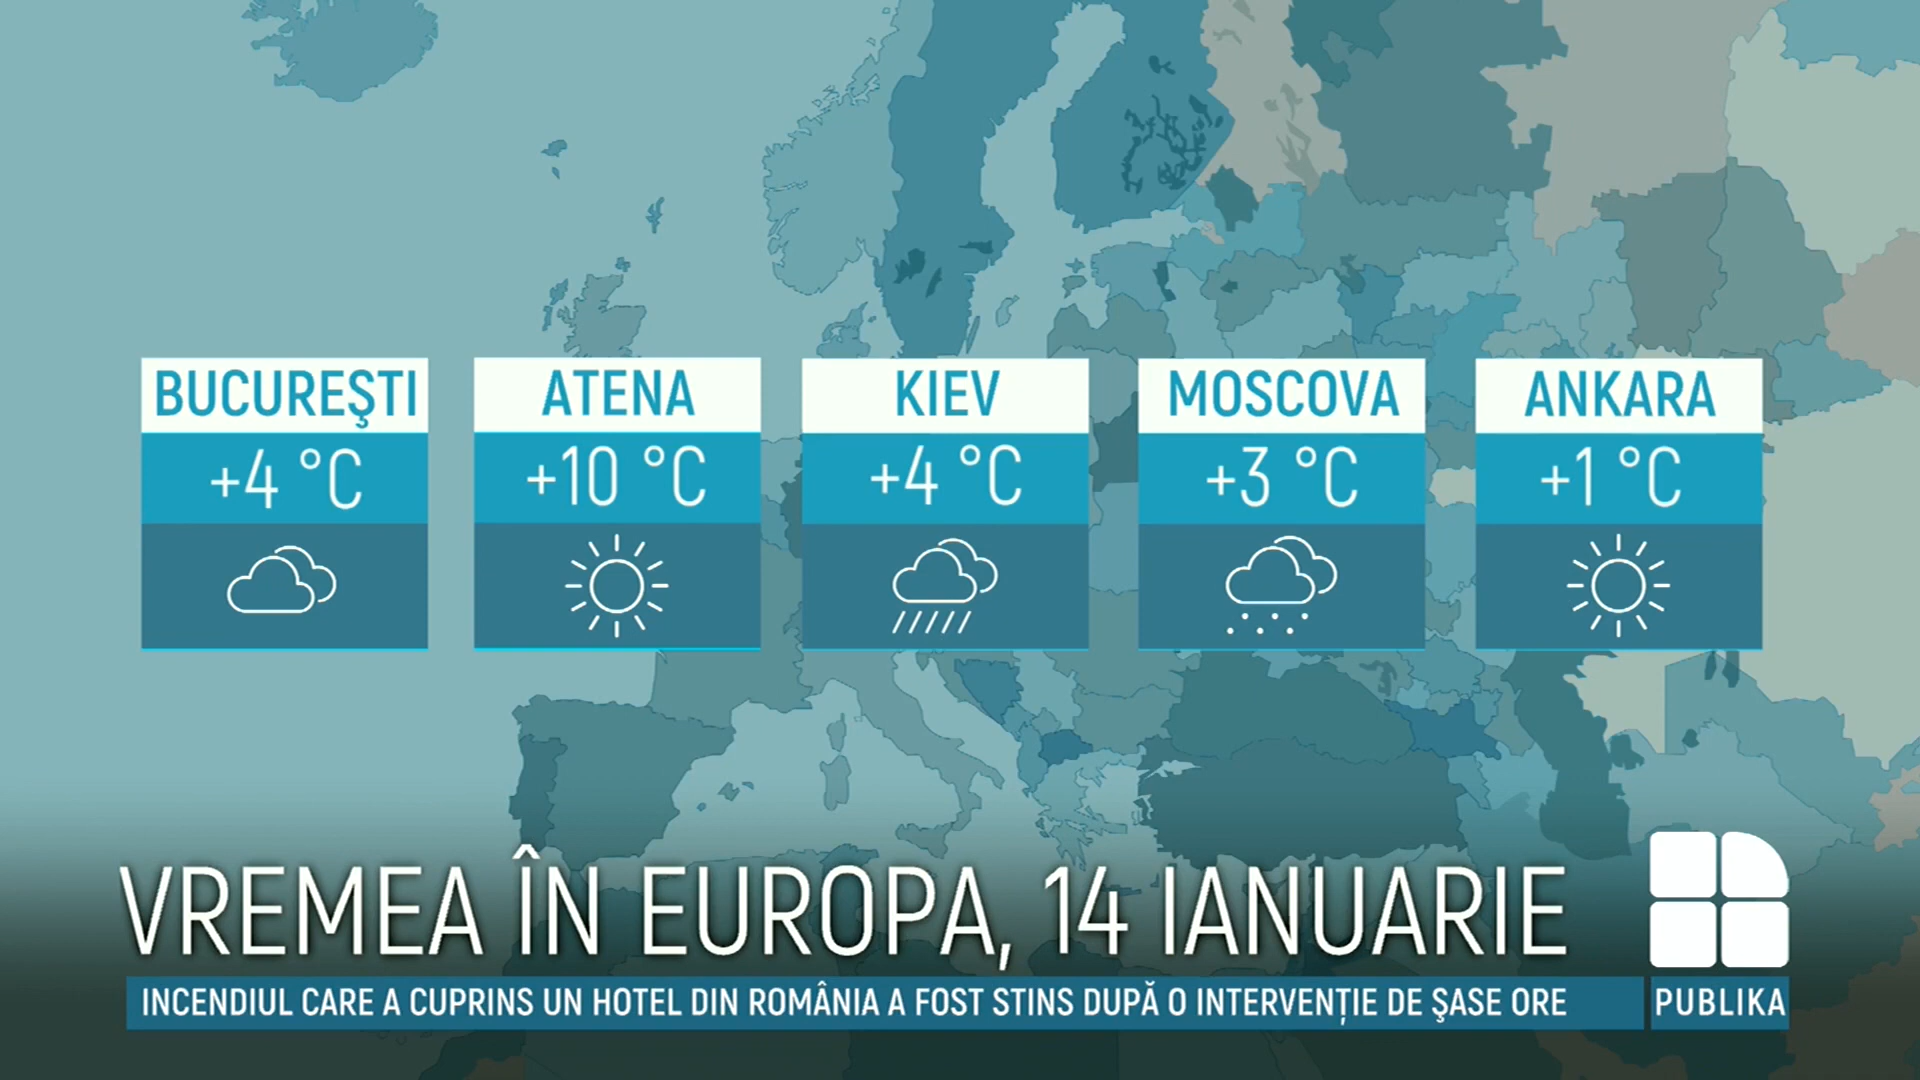 BUCUREŞTI
+4 °C
ATENA
+10 °C
KIEV
+4 °C
MOSCOVA
+3 °C
ANKARA
+1 °C
VREMEA ÎN EUROPA, 14 IANUARIE
INCENDIUL CARE A CUPRINS UN HOTEL DIN ROMÂNIA A FOST STINS DUPĂ O INTERVENȚIE DE ŞASE ORE
PUBLIKA